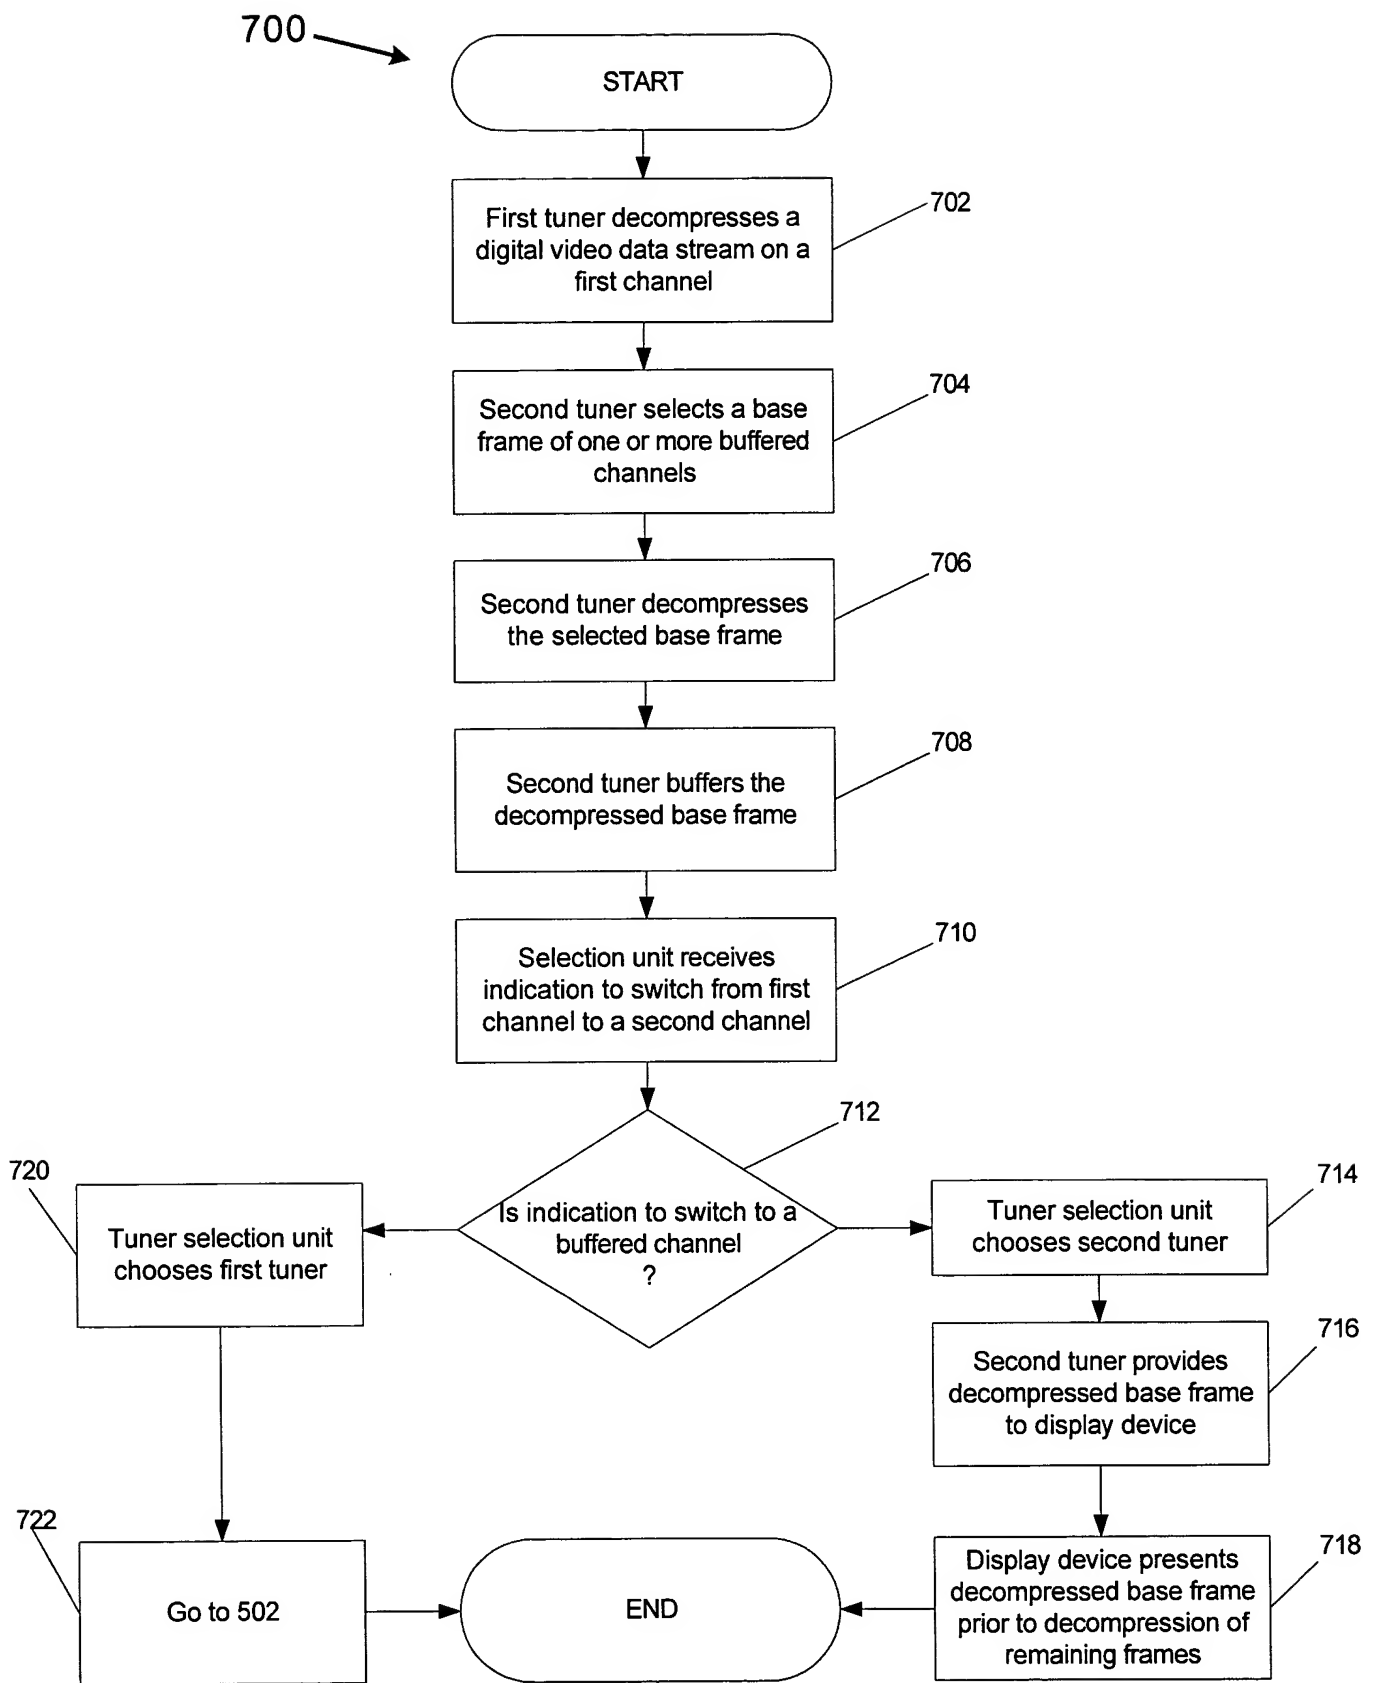 700
START
First tuner decompresses a
digital video data stream on a
first channel
702
Second tuner selects a base
frame of one or more buffered
channels
704
Second tuner decompresses
the selected base frame
706
Second tuner buffers the
decompressed base frame
708
Selection unit receives
indication to switch from first
channel to a second channel
710
Is indication to switch to a
buffered channel
?
712
720
Tuner selection unit
chooses first tuner
722
Go to 502
Tuner selection unit
chooses second tuner
714
Second tuner provides
decompressed base frame
to display device
716
Display device presents
decompressed base frame
prior to decompression of
remaining frames
718
END